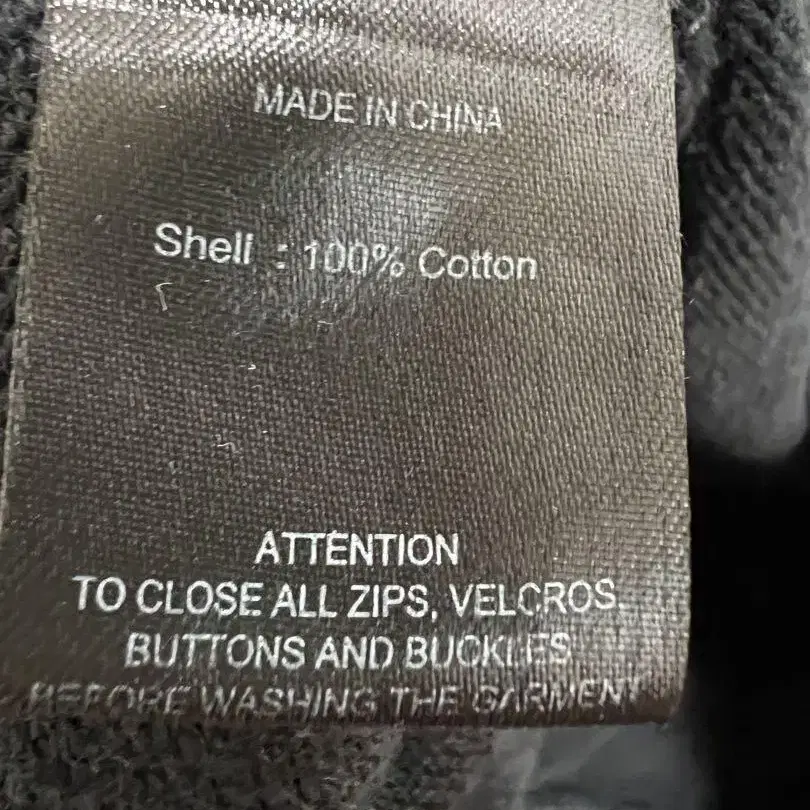 MADE IN CHINA
Shell : 100% Cotton
ATTENTION
TO CLOSE ALL ZIPS, VELCROS,
BUTTONS AND BUCKLES
BEFORE WASHING THE GARMENT